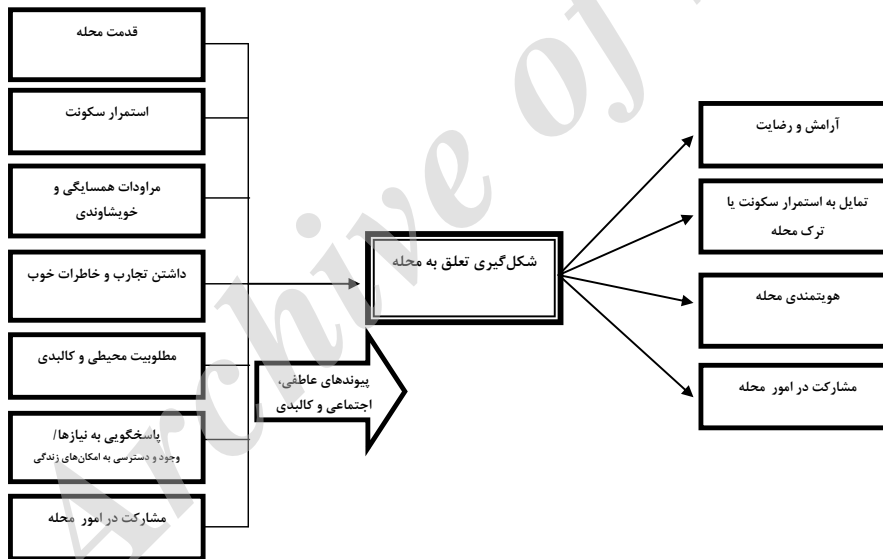 قدمت محله
استمرار سکونت
مراودات همسایگی و
خویشاوندی
داشتن تجارب و خاطرات خوب
مطلوبیت محیطی و کالبدی
پاسخگویی به نیازها/
وجود و دسترسی به امکان‌های زندگی
مشارکت در امور محله
شکل‌گیری تعلق به محله
پیوندهای عاطفی،
اجتماعی و کالبدی
آرامش و رضایت
تمایل به استمرار سکونت یا
ترک محله
هویتمندی محله
مشارکت در امور محله
Archive of